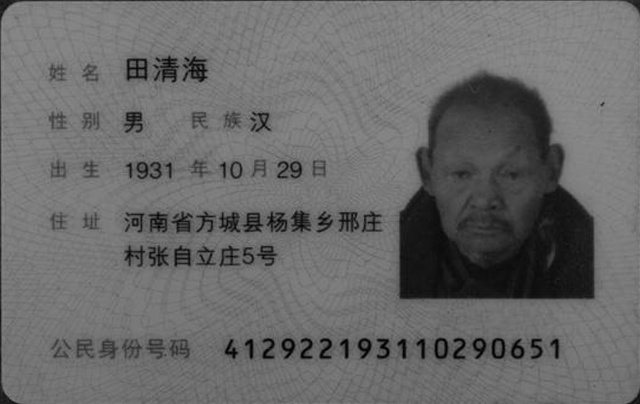 姓名 田清海
性别 男 民族 汉
出生 1931 年 10 月 29 日
住址 河南省方城县杨集乡邢庄
村张自立庄5号
公民身份号码 412922193110290651